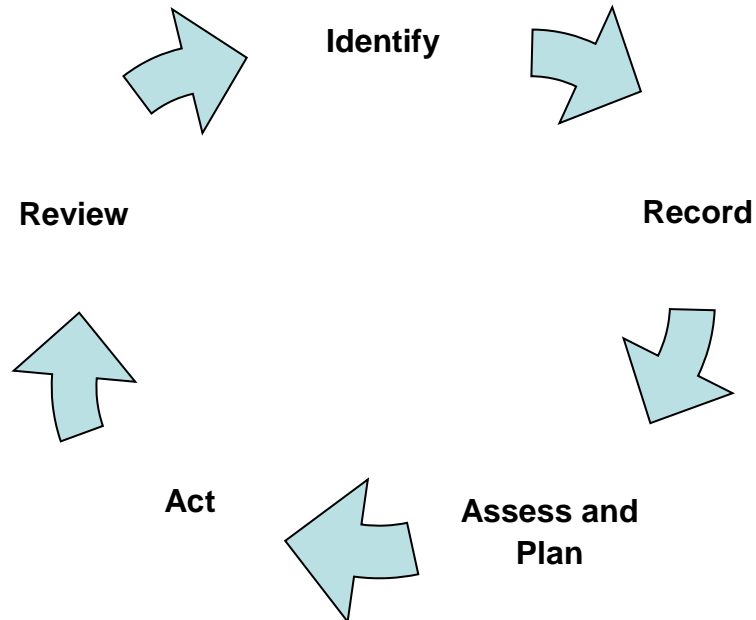 Identify
Record
Assess and
Plan
Act
Review